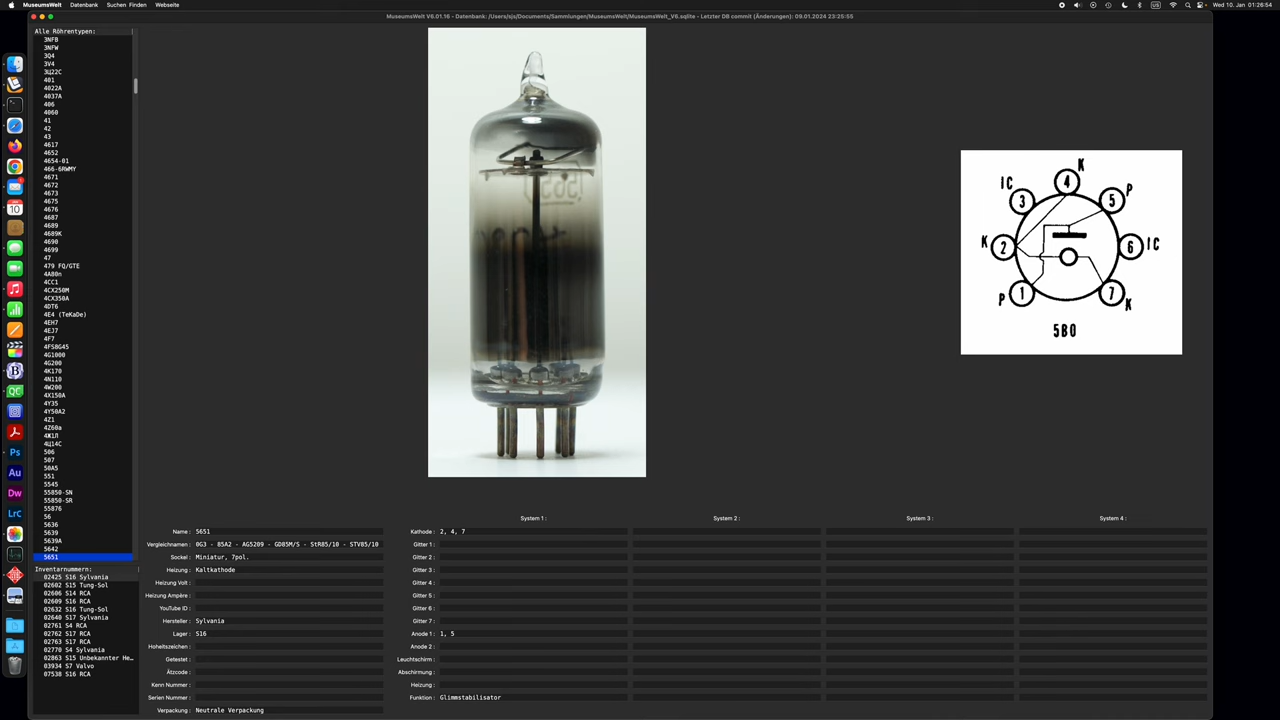 MuseumsWelt Datenbank Suchen Finden Webseite
US
Wed 10. Jan. 01:26:54
MuseumsWelt V6.01.16 - Datenbank: /Users/sjs/Documents/Sammlungen/MuseumsWelt/MuseumsWelt_V6.sqlite - Letzter DB commit (Änderungen): 09.01.2024 23:25:55
Alle Röhrentypen:
3NFB
3NFW
3Q4
3V4
3Ц22С
401
4022A
4037A
406
4060
41
42
43
4617
4652
4654-01
466-6RWMY
4671
4672
4673
4675
4676
4687
4689
4689K
4690
4699
47
479 FQ/GTE
4A80n
4CC1
4CX250M
4CX350A
4DT6
4E4 (TeKaDe)
4EH7
4EJ7
4F7
4FS8G45
4G1000
4G200
4K170
4N110
4W200
4X150A
4Y35
4Y50A2
4Z1
4Z60a
4Ж1Л
4Ц14С
506
507
50A5
551
5545
55850-SN
55850-SR
55876
56
5636
5639
5639A
5642
5651
Inventarnummern:
02425 S16 Sylvania
02602 S15 Tung-Sol
02606 S14 RCA
02609 S16 RCA
02632 S16 Tung-Sol
02640 S17 Sylvania
02761 S4 RCA
02762 S17 RCA
02763 S17 RCA
02770 S4 Sylvania
02863 S15 Unbekannter He...
03934 S7 Valvo
07538 S16 RCA
5651
K
4
IC
3
5
P
K
2
6
IC
P
1
7
K
5BO
System 1 :
System 2 :
System 3 :
System 4 :
Name : 5651
Vergleichnamen : 0G3 - 85A2 - AG5209 - GD85M/S - StR85/10 - STV85/10
Sockel : Miniatur, 7pol.
Heizung : Kaltkathode
Heizung Volt :
Heizung Ampère :
YouTube ID :
Hersteller : Sylvania
Lager : S16
Hoheitszeichen :
Getestet :
Ätzcode :
Kenn Nummer :
Serien Nummer :
Verpackung : Neutrale Verpackung
Kathode : 2, 4, 7
Gitter 1 :
Gitter 2 :
Gitter 3 :
Gitter 4 :
Gitter 5 :
Gitter 6 :
Gitter 7 :
Anode 1 : 1, 5
Anode 2 :
Leuchtschirm :
Abschirmung :
Heizung :
Funktion : Glimmstabilisator